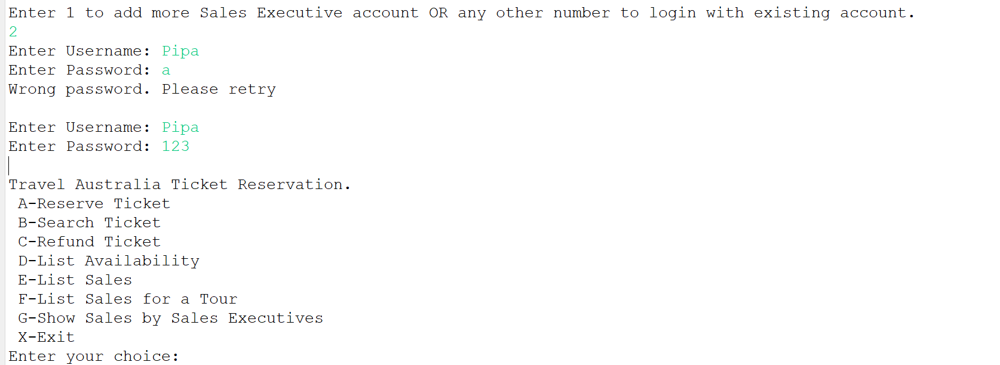 Enter 1 to add more Sales Executive account OR any other number to login with existing account.
2
Enter Username: Pipa
Enter Password: a
Wrong password. Please retry
Enter Username: Pipa
Enter Password: 123
Travel Australia Ticket Reservation.
A-Reserve Ticket
B-Search Ticket
C-Refund Ticket
D-List Availability
E-List Sales
F-List Sales for a Tour
G-Show Sales by Sales Executives
X-Exit
Enter your choice: